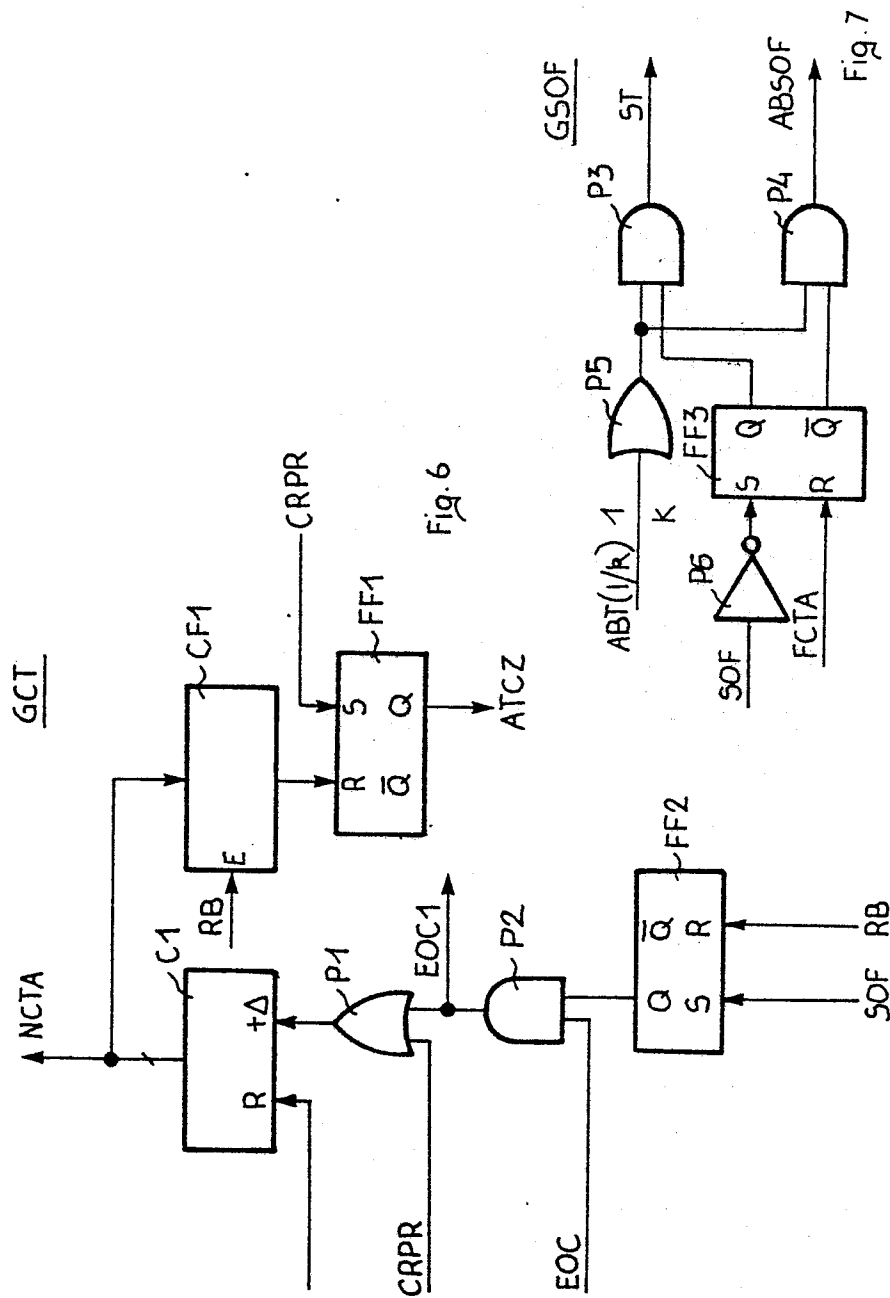 GCT
NCTA
C1
R
+Δ
RB
E
CF1
P1
CRPR
EOC1
P2
EOC
R
S
Q̅
Q
FF1
CRPR
ATCZ
Q
Q̅
S
R
FF2
SOF
RB
Fig. 6
GSOF
ABT(1/k)
1
K
P5
P3
ST
SOF
P6
FCTA
S
Q
R
Q̅
FF3
P4
ABSOF
Fig. 7